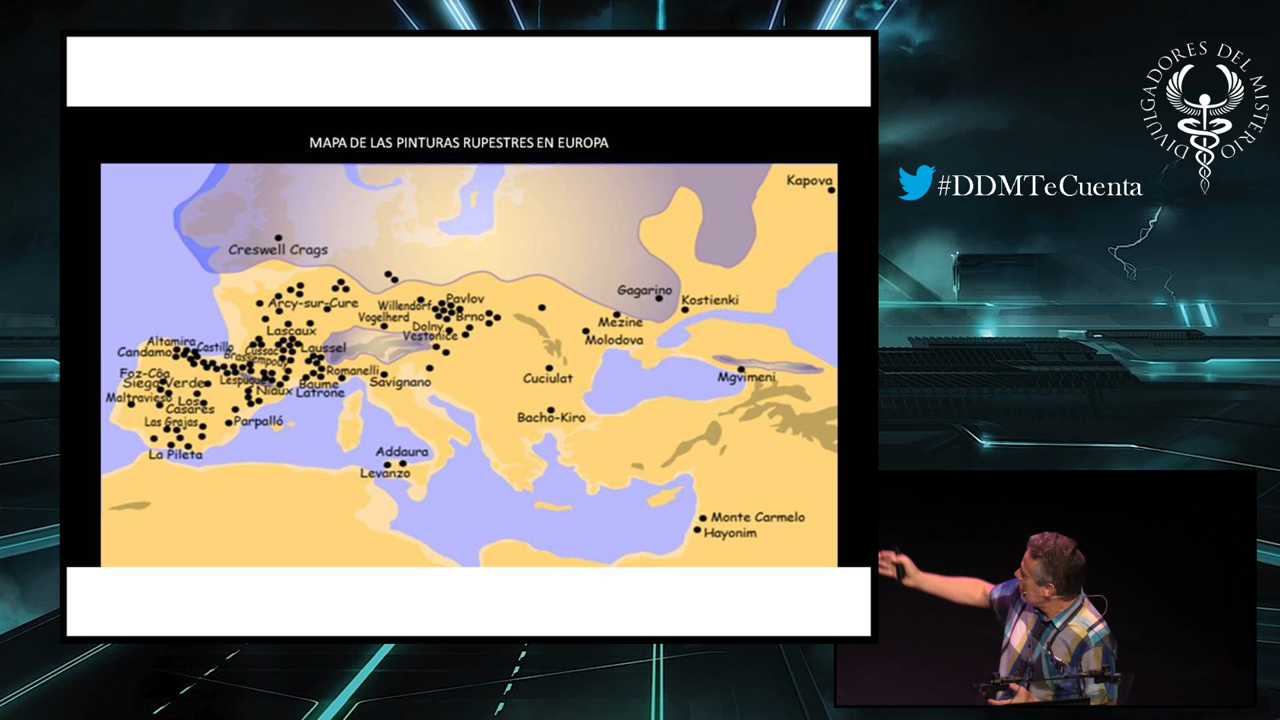 MAPA DE LAS PINTURAS RUPESTRES EN EUROPA
DIVULGADORES DEL MISTERIO
#DDMTeCuenta
Kapova
Creswell Crags
Gagarino
Kostienki
Arcy-sur-Cure
Willendorf
Pavlov
Vogelherd
Brno
Mezine
Dolny
Vestonice
Molodova
Lascaux
Altamira
Castillo
Candamo
Cussac
Laussel
Brassempouy
Foz-Côa
Siega Verde
Lespugue
Romanelli
Savignano
Cuciulat
Mgvimeni
Niaux
Baume
Latrone
Maltravieso
Los
Casares
Las Grajas
Parpalló
Bacho-Kiro
La Pileta
Addaura
Levanzo
Monte Carmelo
Hayonim